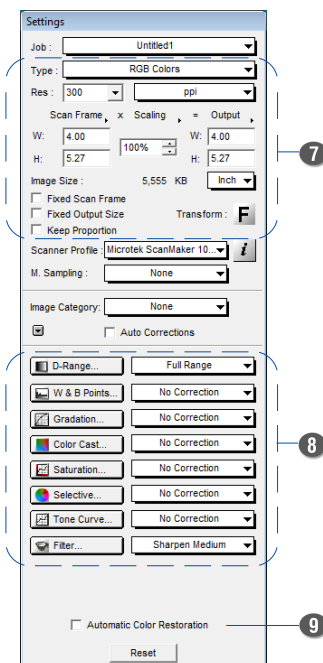 Settings
Job : Untitled1
Type : RGB Colors
Res : 300 ppi
Scan Frame x Scaling = Output
W: 4.00 W: 4.00
100%
H: 5.27 H: 5.27
7
Image Size : 5,555 KB Inch
Fixed Scan Frame
Fixed Output Size Transform : F
Keep Proportion
Scanner Profile : Microtek ScanMaker 10... i
M. Sampling : None
Image Category: None
Auto Corrections
D-Range... Full Range
W & B Points... No Correction
Gradation... No Correction
Color Cast... No Correction
8
Saturation... No Correction
Selective... No Correction
Tone Curve... No Correction
Filter... Sharpen Medium
Automatic Color Restoration 9
Reset